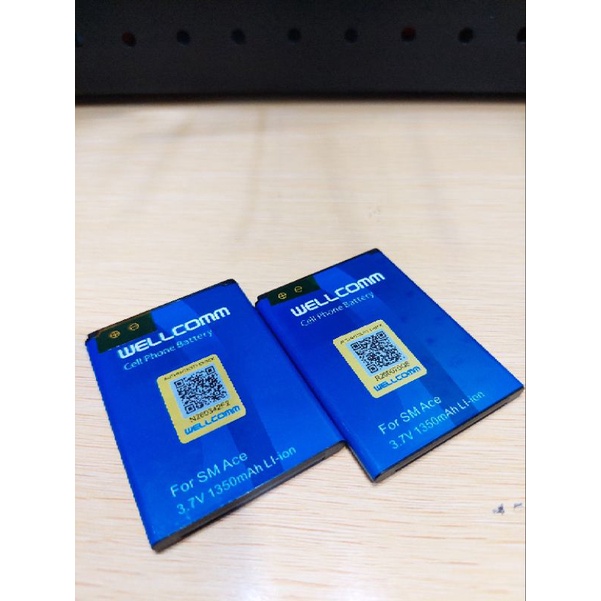 WELLCOMM
Cell Phone Battery
WELLCOMM
For SM Ace
3.7V 1350mAh Li-ion
WELLCOMM
Cell Phone Battery
WELLCOMM
For SM Ace
3.7V 1350mAh Li-ion